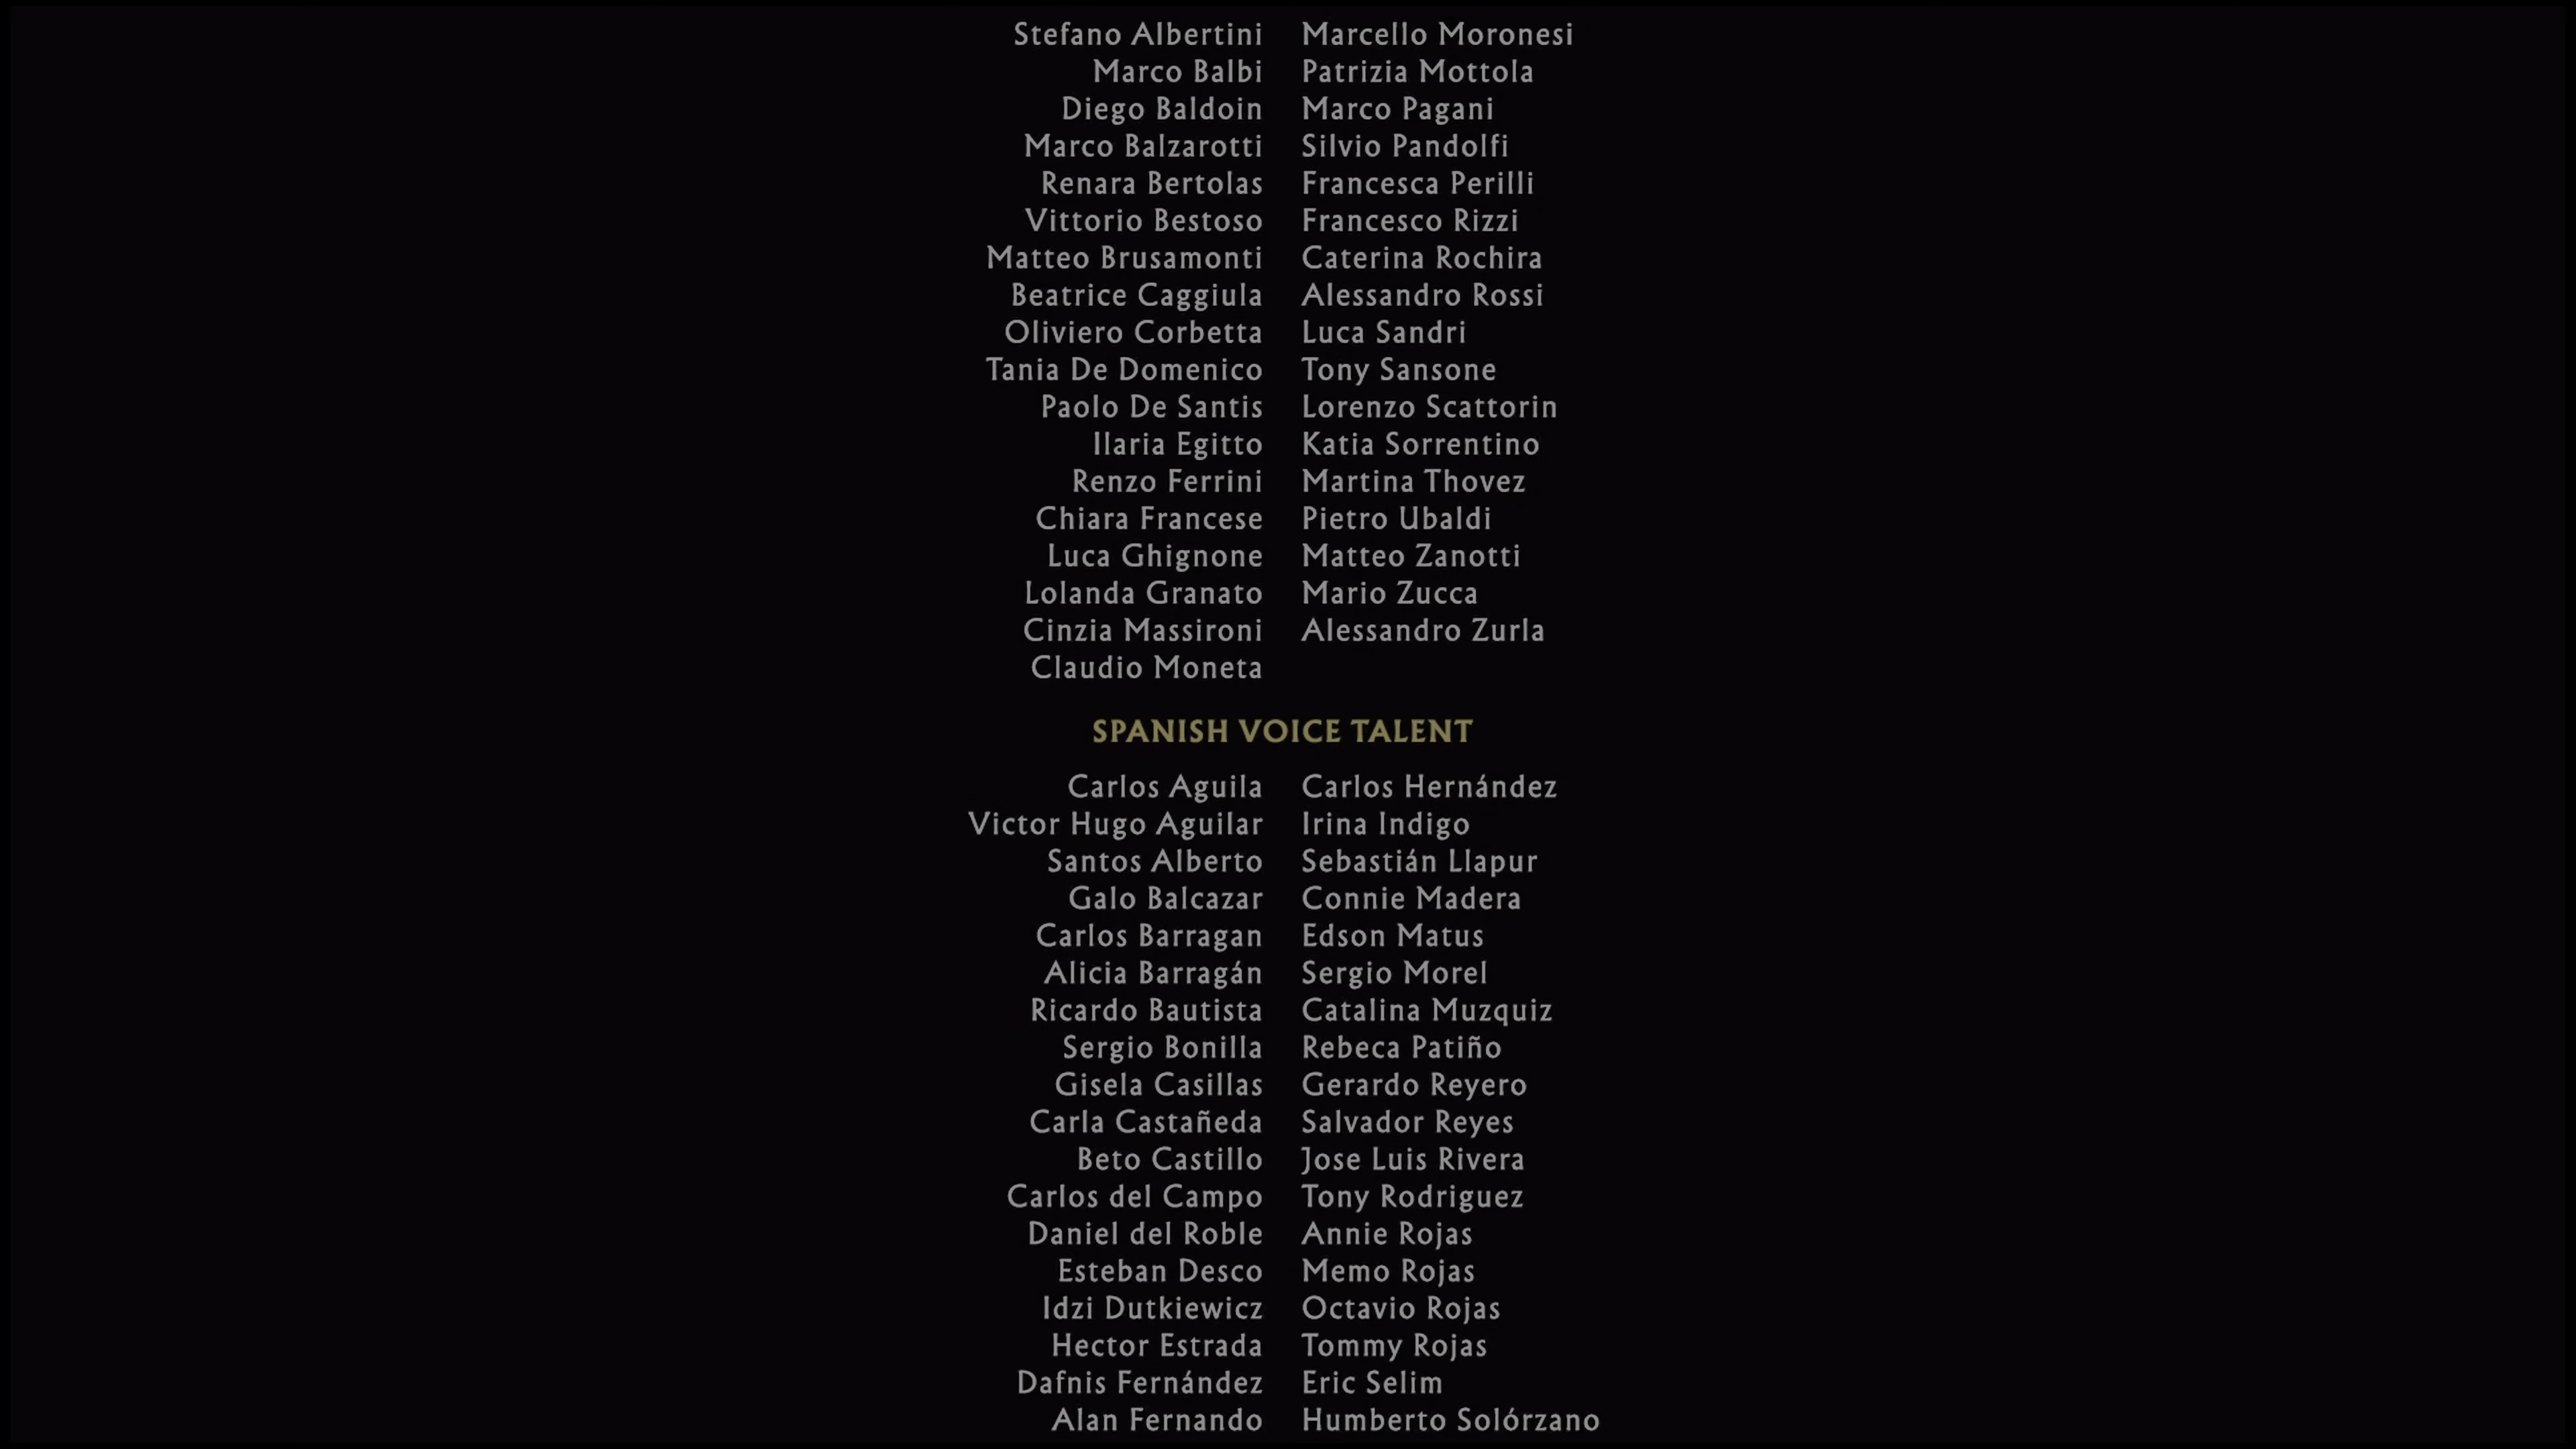 Stefano Albertini Marcello Moronesi
Marco Balbi Patrizia Mottola
Diego Baldoin Marco Pagani
Marco Balzarotti Silvio Pandolfi
Renara Bertolas Francesca Perilli
Vittorio Bestoso Francesco Rizzi
Matteo Brusamonti Caterina Rochira
Beatrice Caggiula Alessandro Rossi
Oliviero Corbetta Luca Sandri
Tania De Domenico Tony Sansone
Paolo De Santis Lorenzo Scattorin
Ilaria Egitto Katia Sorrentino
Renzo Ferrini Martina Thovez
Chiara Francese Pietro Ubaldi
Luca Ghignone Matteo Zanotti
Lolanda Granato Mario Zucca
Cinzia Massironi Alessandro Zurla
Claudio Moneta
SPANISH VOICE TALENT
Carlos Aguila Carlos Hernández
Victor Hugo Aguilar Irina Indigo
Santos Alberto Sebastián Llapur
Galo Balcazar Connie Madera
Carlos Barragan Edson Matus
Alicia Barragán Sergio Morel
Ricardo Bautista Catalina Muzquiz
Sergio Bonilla Rebeca Patiño
Gisela Casillas Gerardo Reyero
Carla Castañeda Salvador Reyes
Beto Castillo Jose Luis Rivera
Carlos del Campo Tony Rodriguez
Daniel del Roble Annie Rojas
Esteban Desco Memo Rojas
Idzi Dutkiewicz Octavio Rojas
Hector Estrada Tommy Rojas
Dafnis Fernández Eric Selim
Alan Fernando Humberto Solórzano